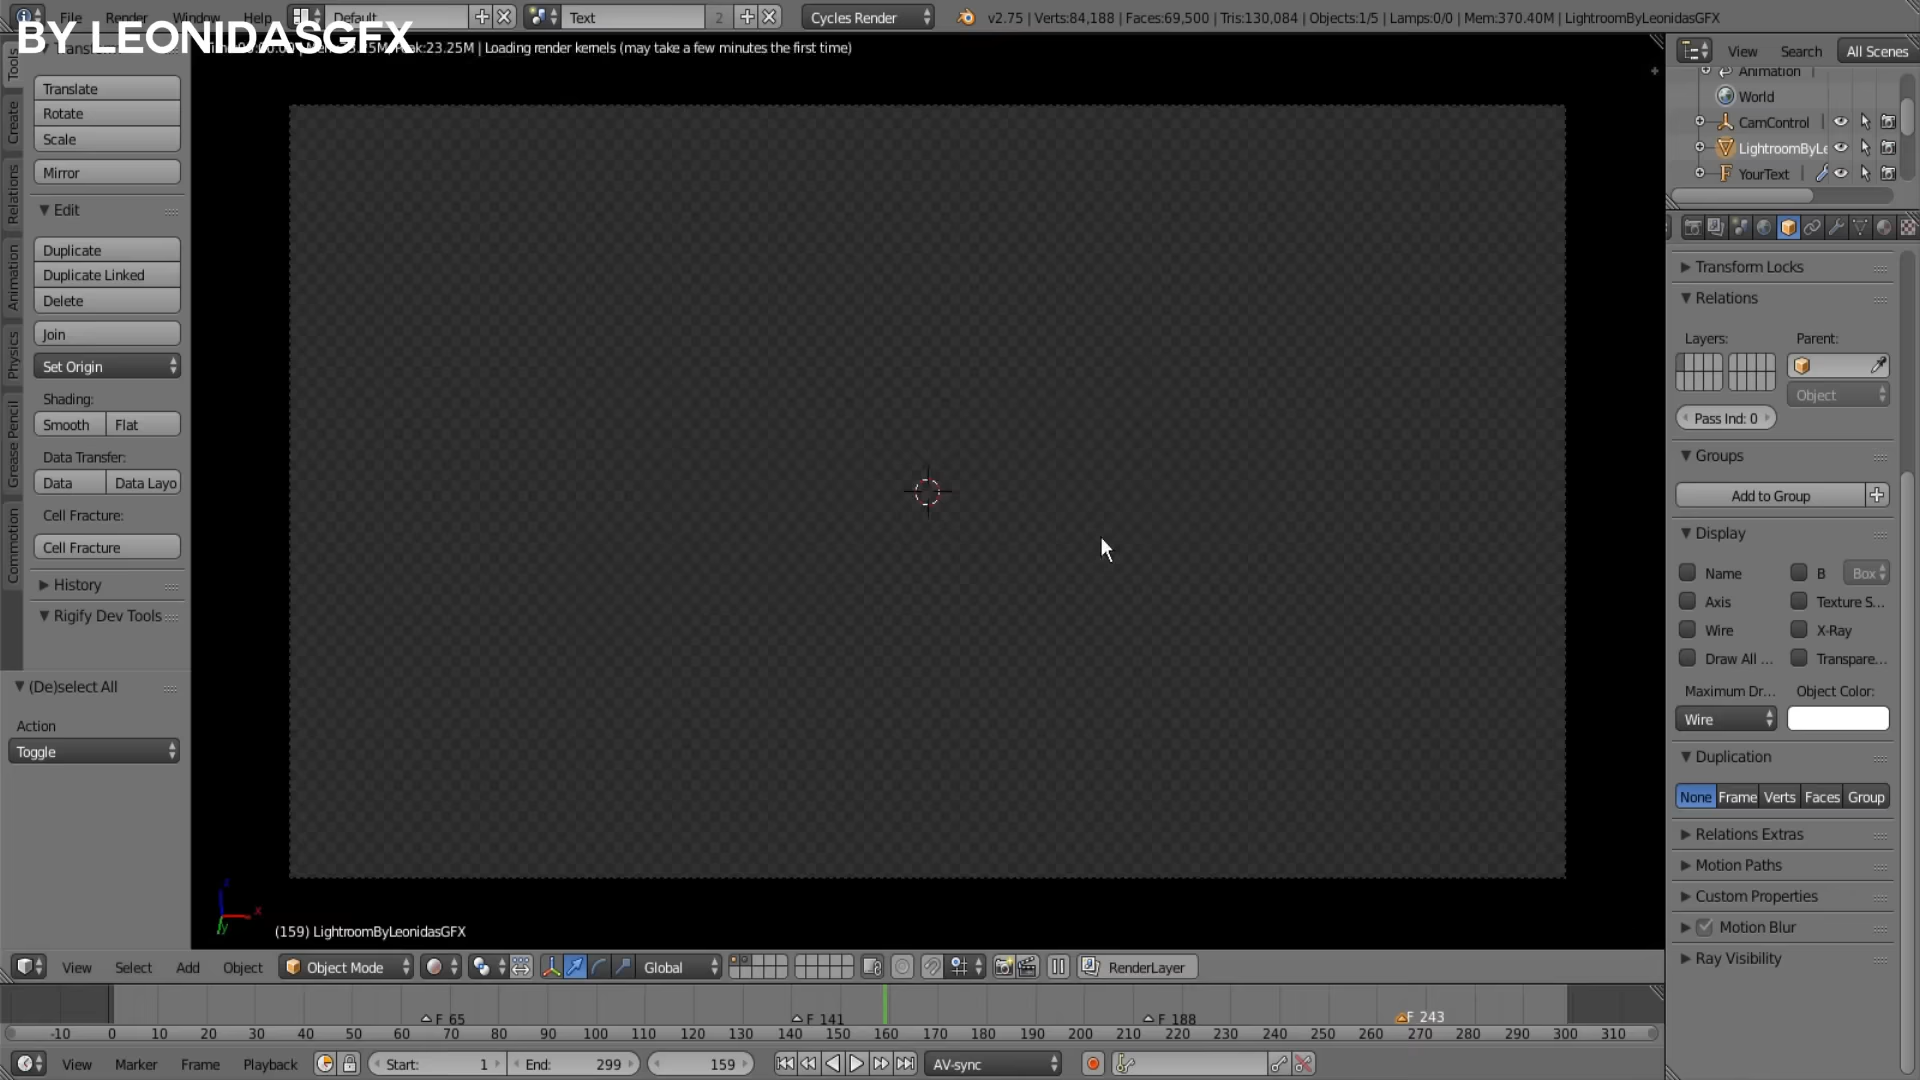 BY LEONIDASGFX
File Render Window Help Default Text 2 Cycles Render v2.75 | Verts:84,188 | Faces:69,500 | Tris:130,084 | Objects:1/5 | Lamps:0/0 | Mem:370.40M | LightroomByLeonidasGFX
23.25M | Loading render kernels (may take a few minutes the first time)
View Search All Scenes
Animation
World
CamControl
LightroomByLe
YourText
Tools
Create
Relations
Animation
Physics
Grease Pencil
Commotion
Translate
Rotate
Scale
Mirror
Edit
Duplicate
Duplicate Linked
Delete
Join
Set Origin
Shading:
Smooth Flat
Data Transfer:
Data Data Layo
Cell Fracture:
Cell Fracture
History
Rigify Dev Tools
(De)select All
Action
Toggle
x
y
(159) LightroomByLeonidasGFX
Transform Locks
Relations
Layers: Parent:
Object
Pass Ind: 0
Groups
Add to Group
Display
Name B Box
Axis Texture S...
Wire X-Ray
Draw All ... Transpare...
Maximum Dr... Object Color:
Wire
Duplication
None Frame Verts Faces Group
Relations Extras
Motion Paths
Custom Properties
Motion Blur
Ray Visibility
View Select Add Object Object Mode Global RenderLayer
F 65 F 141 F 188 F 243
-10 0 10 20 30 40 50 60 70 80 90 100 110 120 130 140 150 160 170 180 190 200 210 220 230 240 250 260 270 280 290 300 310
View Marker Frame Playback Start: 1 End: 299 159 AV-sync